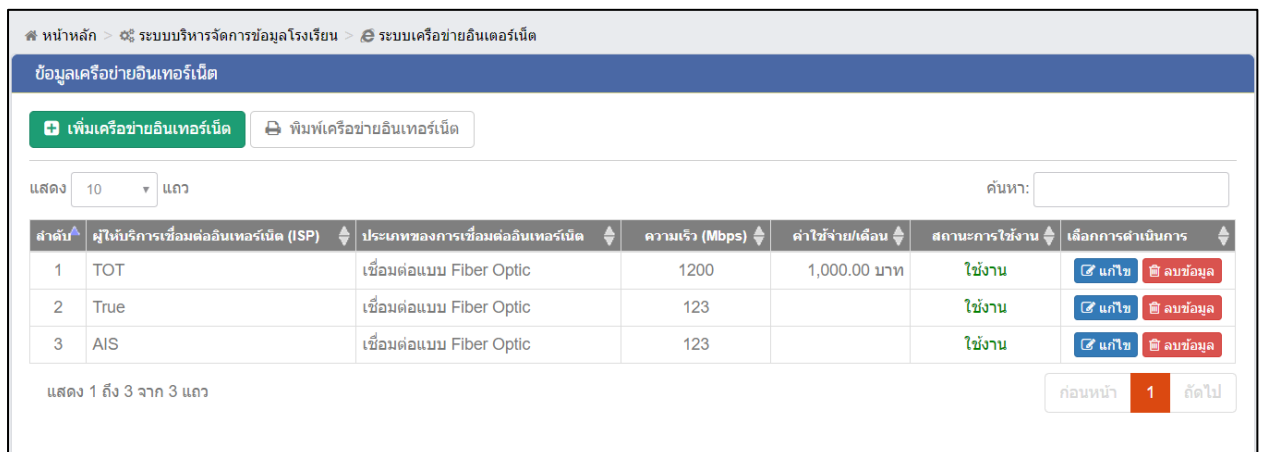 หน้าหลัก > ระบบบริหารจัดการข้อมูลโรงเรียน > ระบบเครือข่ายอินเตอร์เน็ต
ข้อมูลเครือข่ายอินเทอร์เน็ต
เพิ่มเครือข่ายอินเทอร์เน็ต พิมพ์เครือข่ายอินเทอร์เน็ต
แสดง 10 แถว ค้นหา:
ลำดับ ผู้ให้บริการเชื่อมต่ออินเทอร์เน็ต (ISP) ประเภทของการเชื่อมต่ออินเทอร์เน็ต ความเร็ว (Mbps) ค่าใช้จ่าย/เดือน สถานะการใช้งาน เลือกการดำเนินการ
1 TOT เชื่อมต่อแบบ Fiber Optic 1200 1,000.00 บาท ใช้งาน แก้ไข ลบข้อมูล
2 True เชื่อมต่อแบบ Fiber Optic 123 ใช้งาน แก้ไข ลบข้อมูล
3 AIS เชื่อมต่อแบบ Fiber Optic 123 ใช้งาน แก้ไข ลบข้อมูล
แสดง 1 ถึง 3 จาก 3 แถว ก่อนหน้า 1 ถัดไป